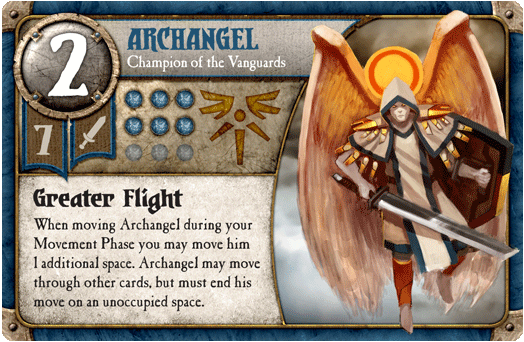 2
ARCHANGEL
Champion of the Vanguards
7
Greater Flight
When moving Archangel during your
Movement Phase you may move him
1 additional space. Archangel may move
through other cards, but must end his
move on an unoccupied space.